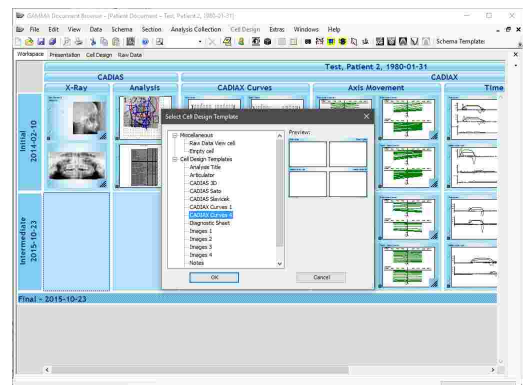 GAMMA Document Browser - [Patient Document - Test, Patient 2, 1980-01-31]
File Edit View Data Schema Section Analysis Collection Cell Design Extras Windows Help
Schema Template:
Workspace Presentation Cell Design Raw Data
Test, Patient 2, 1980-01-31
CADIAS CADIAX
X-Ray Analysis CADIAX Curves Axis Movement Time
Initial
2014-02-10
Select Cell Design Template
Miscellaneous
Raw Data View cell
Empty cell
Cell Design Templates
Analysis Title
Articulator
CADIAS 3D
CADIAS Sato
CADIAS Slavicek
CADIAX Curves 1
CADIAX Curves 4
Diagnostic Sheet
Images 1
Images 2
Images 3
Images 4
Notes
Preview:
OK Cancel
Intermediate
2015-10-23
Final - 2015-10-23